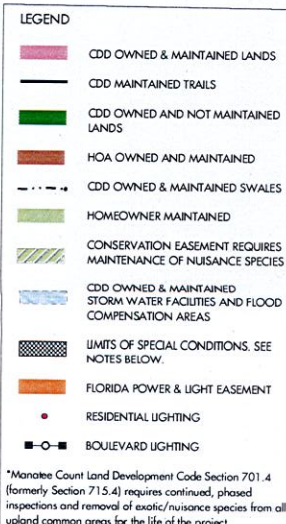 LEGEND
CDD OWNED & MAINTAINED LANDS
CDD MAINTAINED TRAILS
CDD OWNED AND NOT MAINTAINED
LANDS
HOA OWNED AND MAINTAINED
CDD OWNED & MAINTAINED SWALES
HOMEOWNER MAINTAINED
CONSERVATION EASEMENT REQUIRES
MAINTENANCE OF NUISANCE SPECIES
CDD OWNED & MAINTAINED
STORM WATER FACILITIES AND FLOOD
COMPENSATION AREAS
LIMITS OF SPECIAL CONDITIONS. SEE
NOTES BELOW.
FLORIDA POWER & LIGHT EASEMENT
RESIDENTIAL LIGHTING
BOULEVARD LIGHTING
*Manatee Count Land Development Code Section 701.4
(formerly Section 715.4) requires continued, phased
inspections and removal of exotic/nuisance species from all
upland common areas for the life of the project